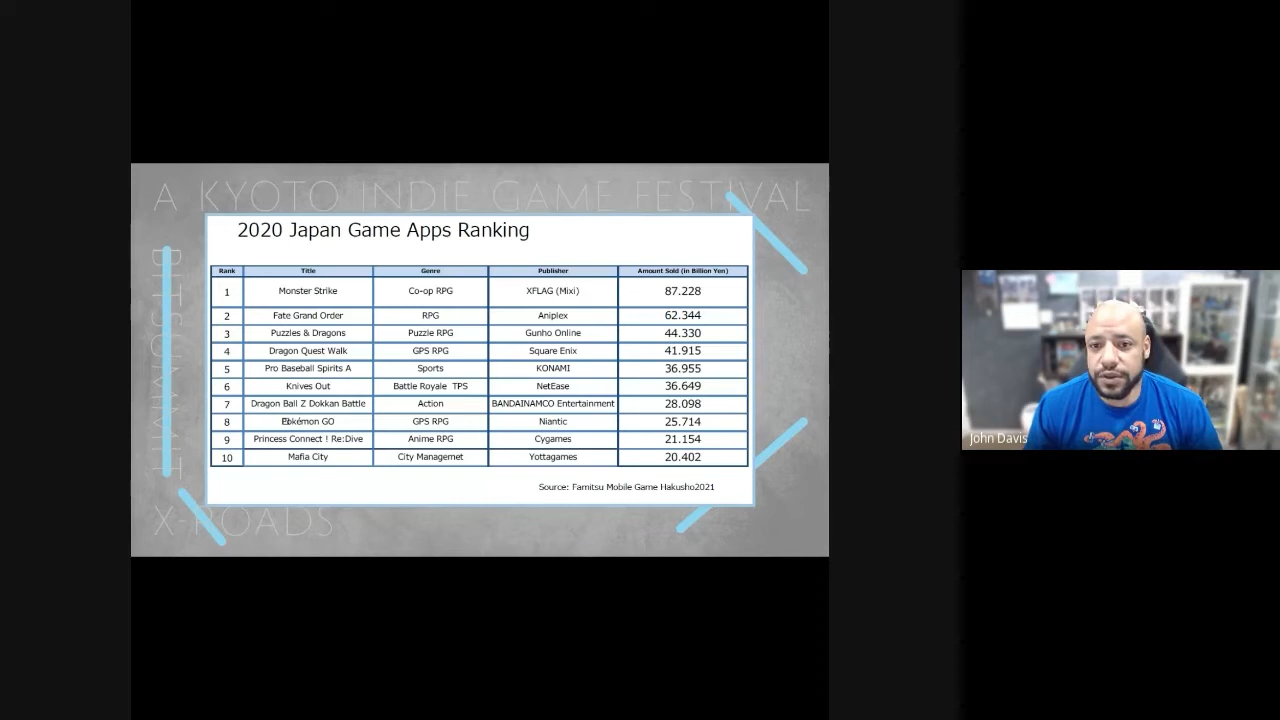 A KYOTO INDIE GAME FESTIVAL
BITSUMMIT
2020 Japan Game Apps Ranking
Rank Title Genre Publisher Amount Sold (in Billion Yen)
1 Monster Strike Co-op RPG XFLAG (Mixi) 87.228
2 Fate Grand Order RPG Aniplex 62.344
3 Puzzles & Dragons Puzzle RPG Gunho Online 44.330
4 Dragon Quest Walk GPS RPG Square Enix 41.915
5 Pro Baseball Spirits A Sports KONAMI 36.955
6 Knives Out Battle Royale TPS NetEase 36.649
7 Dragon Ball Z Dokkan Battle Action BANDAINAMCO Entertainment 28.098
8 Pokémon GO GPS RPG Niantic 25.714
9 Princess Connect ! Re:Dive Anime RPG Cygames 21.154
10 Mafia City City Managemet Yottagames 20.402
Source: Famitsu Mobile Game Hakusho2021
X-ROADS
John Davis